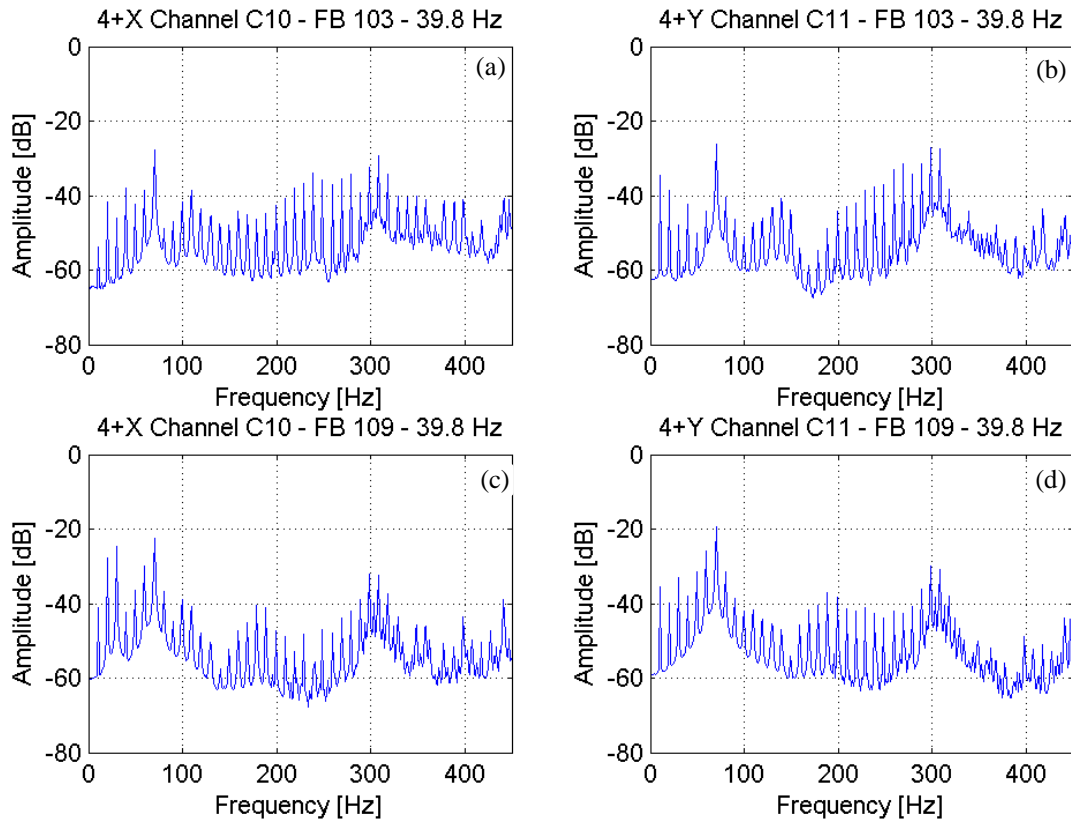 4+X Channel C10 - FB 103 - 39.8 Hz
(a)
Amplitude [dB]
0
-20
-40
-60
-80
0 100 200 300 400
Frequency [Hz]
4+Y Channel C11 - FB 103 - 39.8 Hz
(b)
Amplitude [dB]
0
-20
-40
-60
-80
0 100 200 300 400
Frequency [Hz]
4+X Channel C10 - FB 109 - 39.8 Hz
(c)
Amplitude [dB]
0
-20
-40
-60
-80
0 100 200 300 400
Frequency [Hz]
4+Y Channel C11 - FB 109 - 39.8 Hz
(d)
Amplitude [dB]
0
-20
-40
-60
-80
0 100 200 300 400
Frequency [Hz]